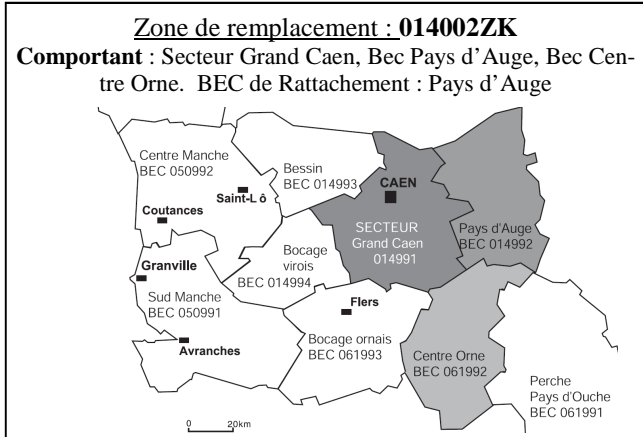 Zone de remplacement : 014002ZK
Comportant : Secteur Grand Caen, Bec Pays d’Auge, Bec Cen-
tre Orne.  BEC de Rattachement : Pays d’Auge
Centre Manche
BEC 050992
Bessin
BEC 014993
CAEN
Saint-L ô
Coutances
SECTEUR
Grand Caen
014991
Pays d'Auge
BEC 014992
Bocage
virois
BEC 014994
Granville
Sud Manche
BEC 050991
Flers
Avranches
Bocage ornais
BEC 061993
Centre Orne
BEC 061992
Perche
Pays d'Ouche
BEC 061991
0 20km